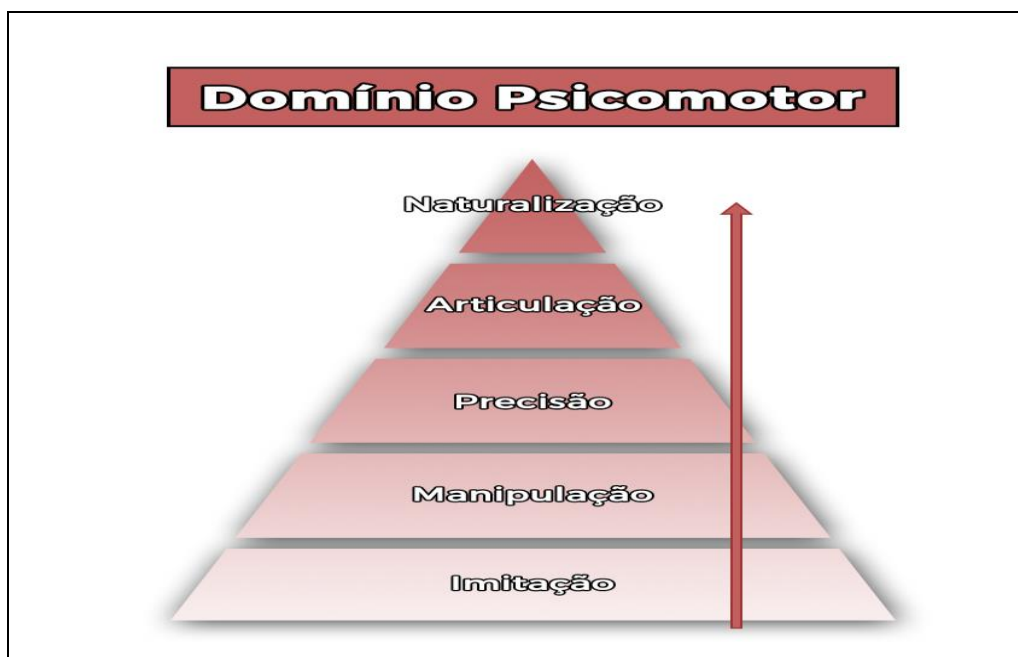 Domínio Psicomotor
Naturalização
Articulação
Precisão
Manipulação
Imitação